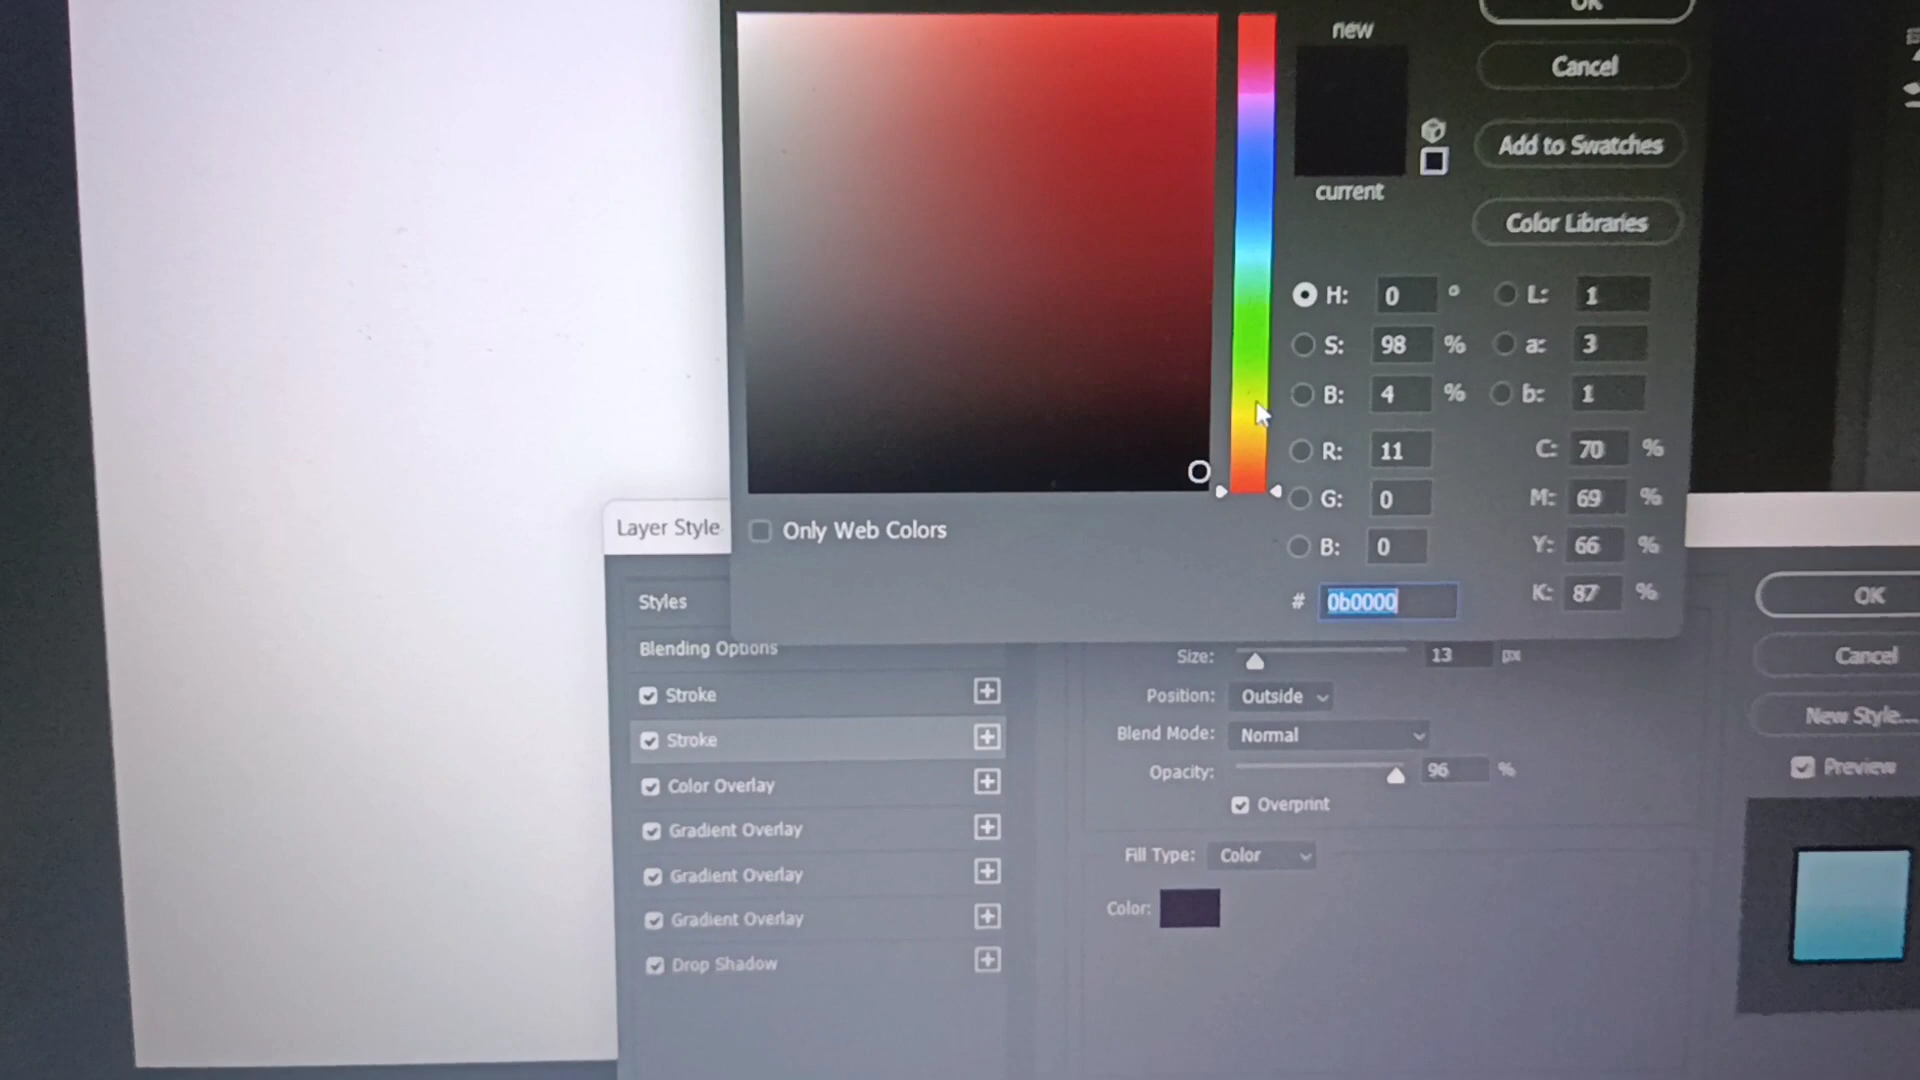 OK
new
Cancel
Add to Swatches
current
Color Libraries
H: 0 ° L: 1
S: 98 % a: 3
B: 4 % b: 1
R: 11 C: 70 %
G: 0 M: 69 %
B: 0 Y: 66 %
# 0b0000 K: 87 %
Only Web Colors
Layer Style
Styles
Blending Options
Stroke
Stroke
Color Overlay
Gradient Overlay
Gradient Overlay
Gradient Overlay
Drop Shadow
Size: 13 px
Position: Outside
Blend Mode: Normal
Opacity: 96 %
Overprint
Fill Type: Color
Color:
OK
Cancel
New Style...
Preview